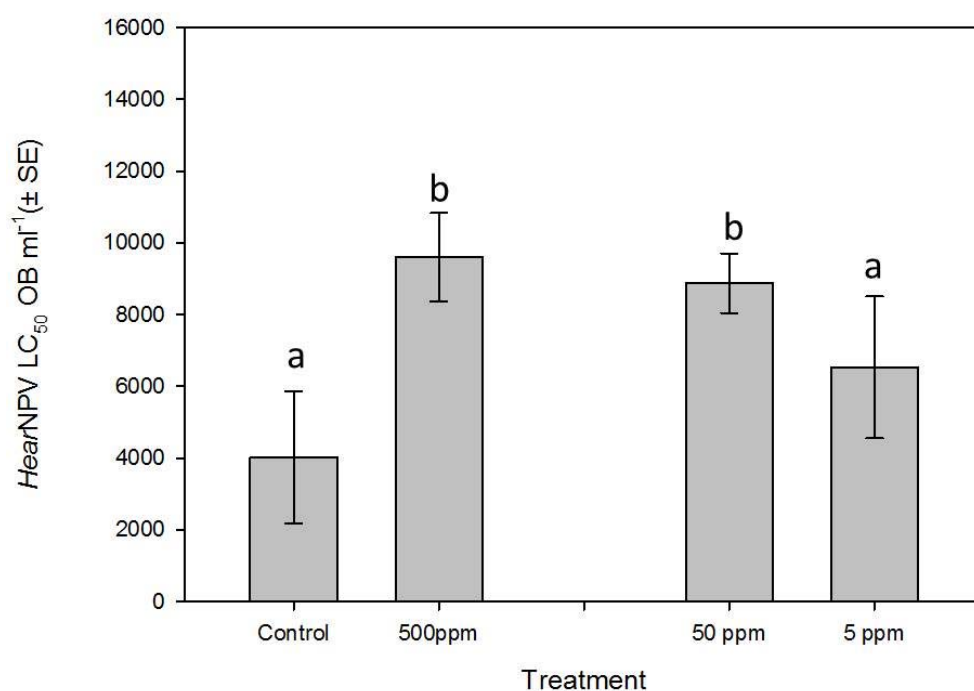 16000
14000
12000
10000
8000
6000
4000
2000
0
HearNPV LC₅₀ OB ml⁻¹(± SE)
a
b
b
a
Control 500ppm 50 ppm 5 ppm
Treatment